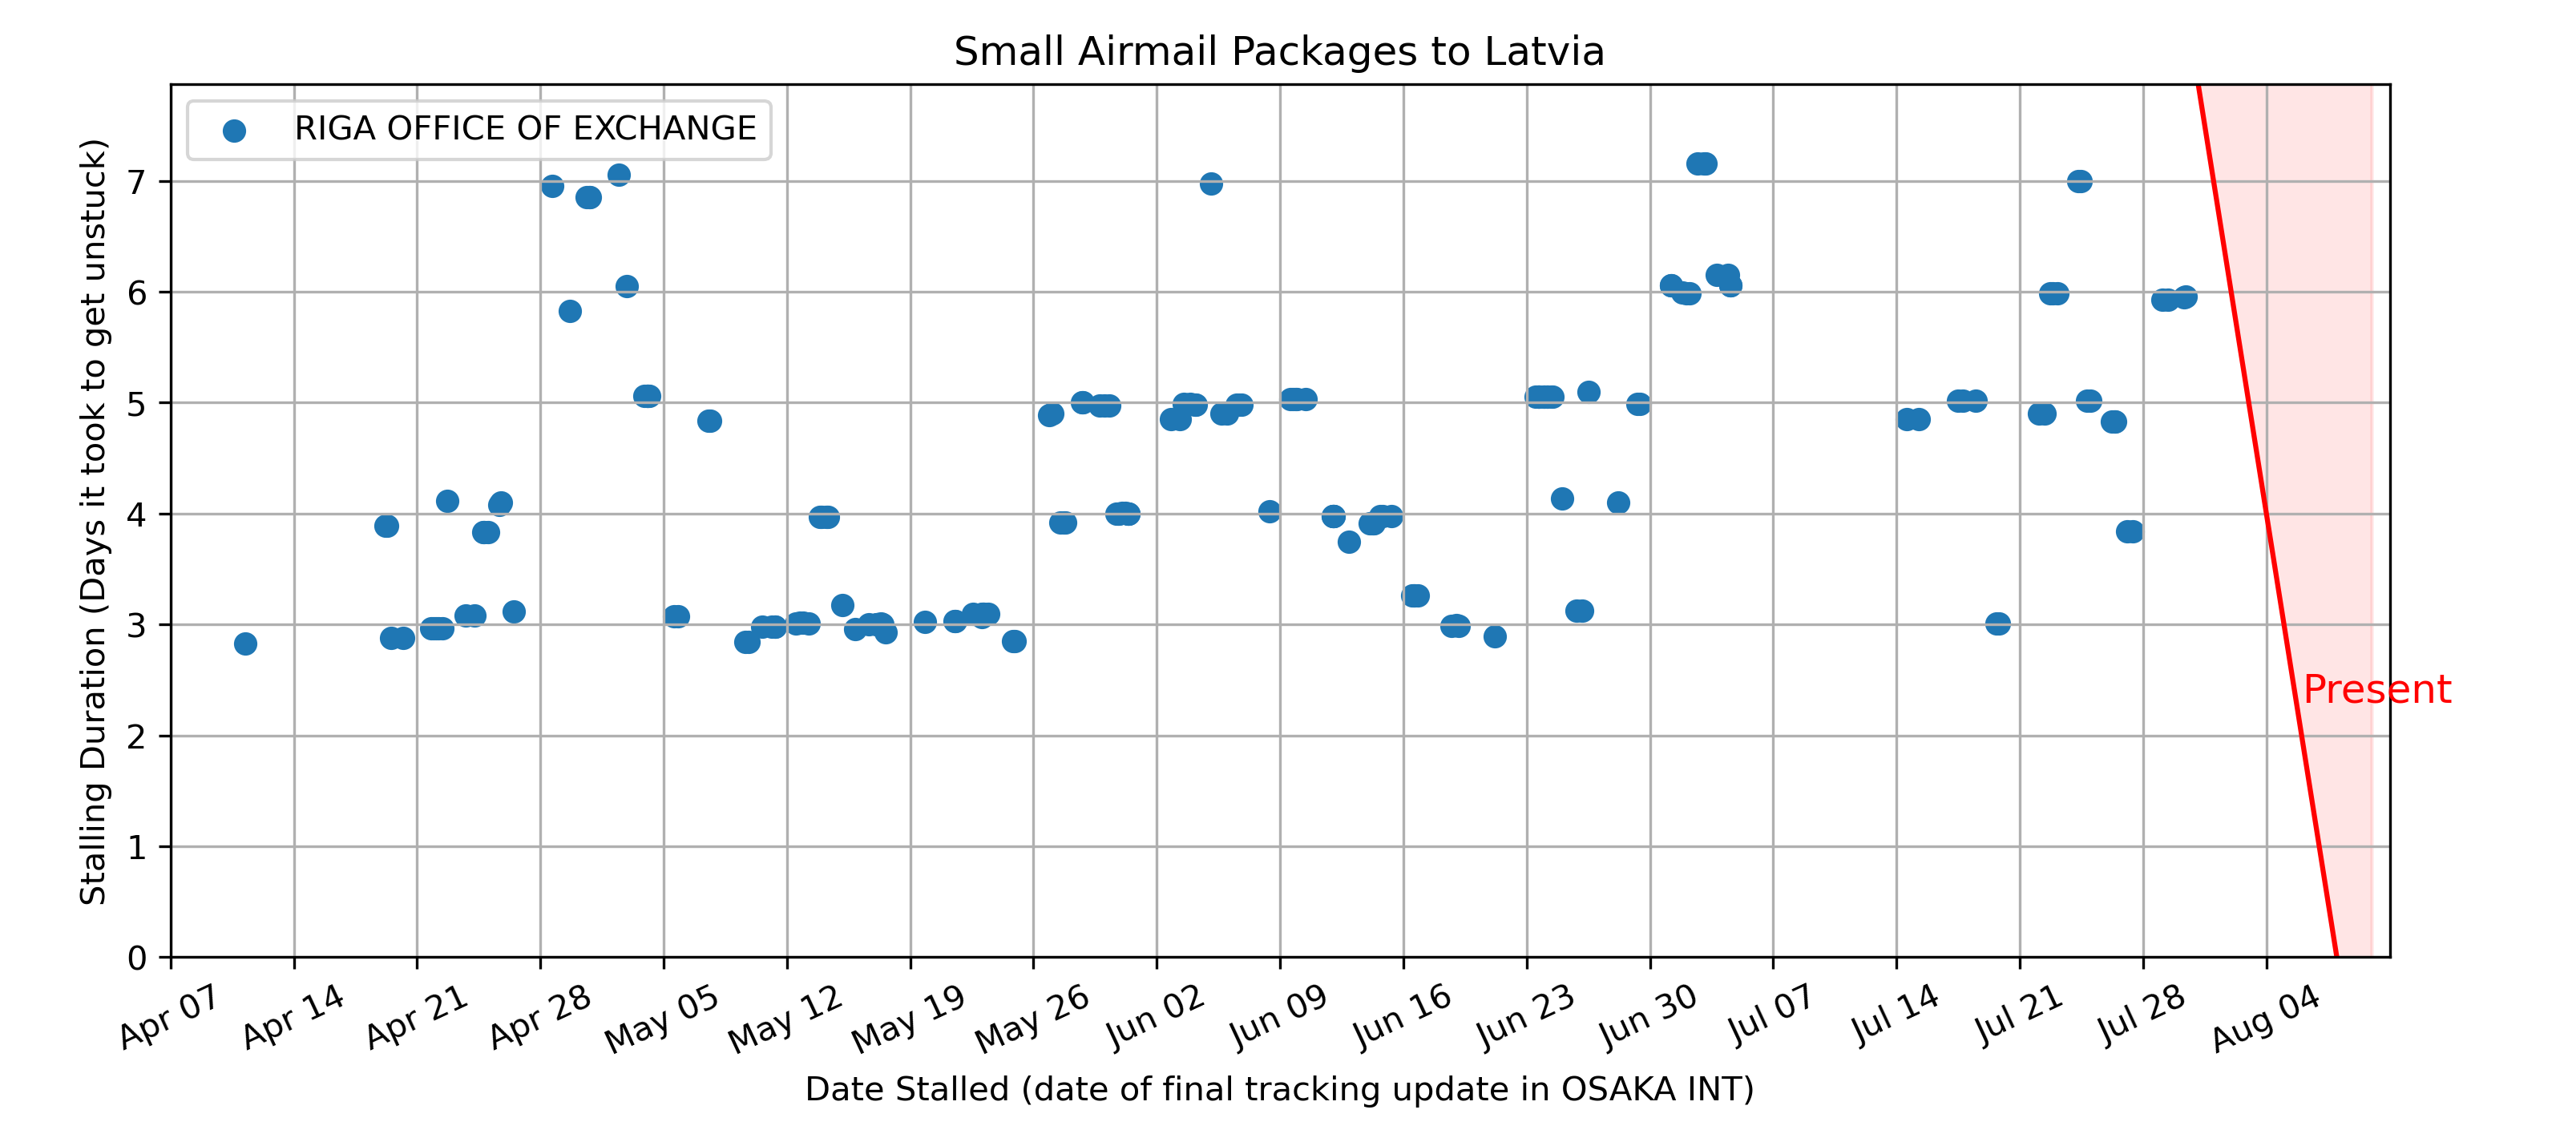 Small Airmail Packages to Latvia
RIGA OFFICE OF EXCHANGE
Stalling Duration (Days it took to get unstuck)
7
6
5
4
3
2
1
0
Present
Apr 07
Apr 14
Apr 21
Apr 28
May 05
May 12
May 19
May 26
Jun 02
Jun 09
Jun 16
Jun 23
Jun 30
Jul 07
Jul 14
Jul 21
Jul 28
Aug 04
Date Stalled (date of final tracking update in OSAKA INT)